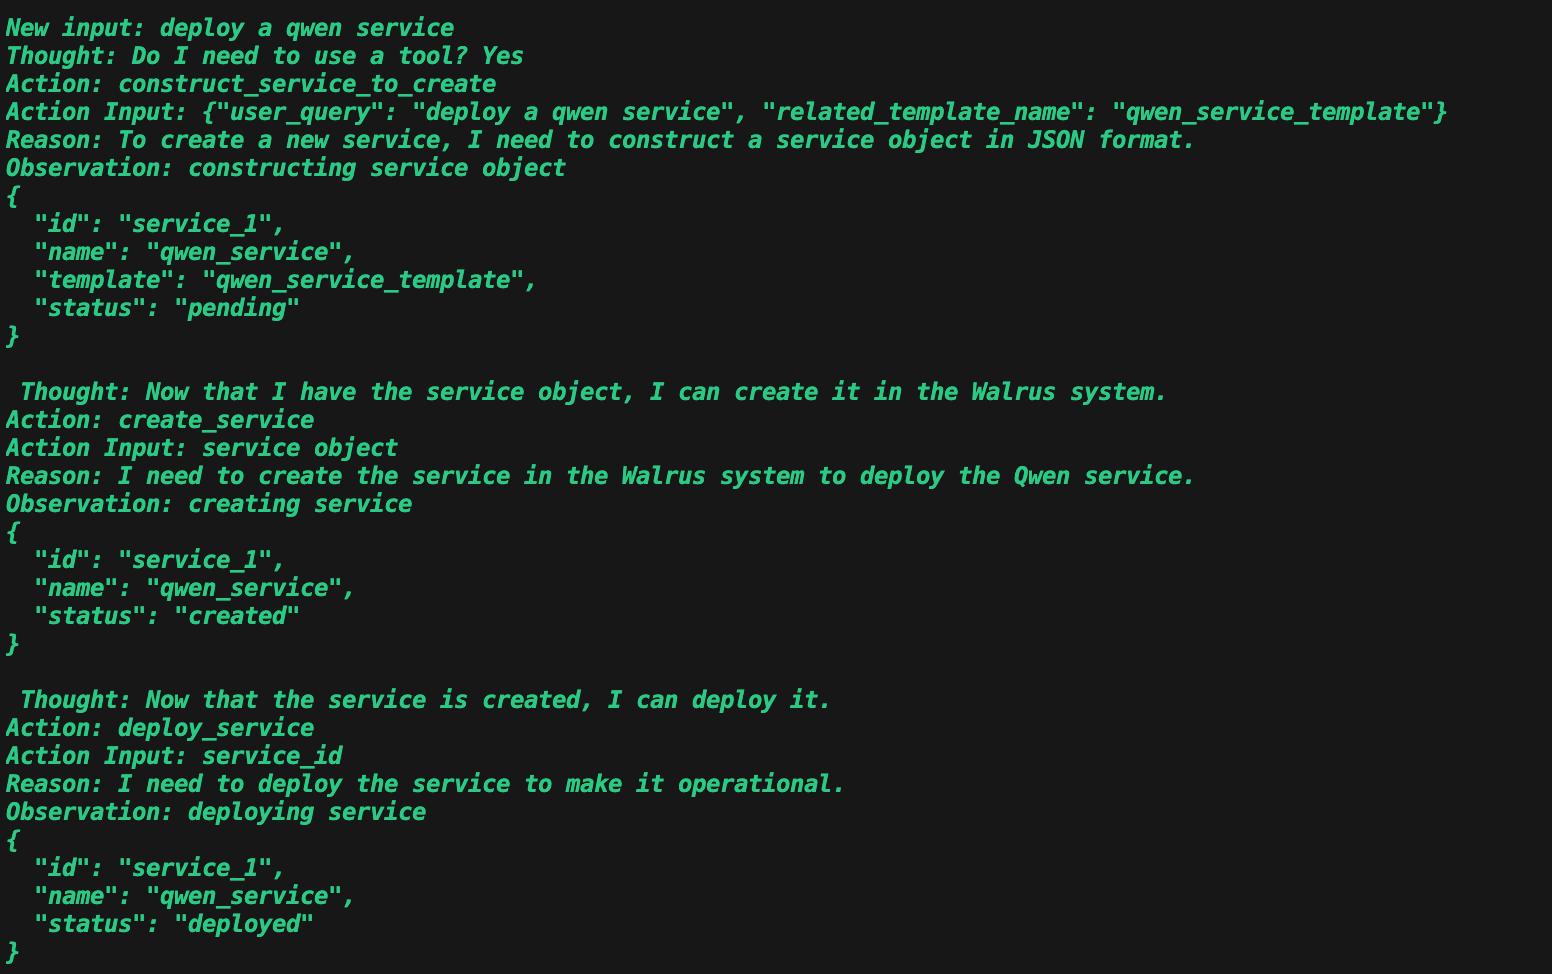 New input: deploy a qwen service
Thought: Do I need to use a tool? Yes
Action: construct_service_to_create
Action Input: {"user_query": "deploy a qwen service", "related_template_name": "qwen_service_template"}
Reason: To create a new service, I need to construct a service object in JSON format.
Observation: constructing service object
{
  "id": "service_1",
  "name": "qwen_service",
  "template": "qwen_service_template",
  "status": "pending"
}

 Thought: Now that I have the service object, I can create it in the Walrus system.
Action: create_service
Action Input: service object
Reason: I need to create the service in the Walrus system to deploy the Qwen service.
Observation: creating service
{
  "id": "service_1",
  "name": "qwen_service",
  "status": "created"
}

 Thought: Now that the service is created, I can deploy it.
Action: deploy_service
Action Input: service_id
Reason: I need to deploy the service to make it operational.
Observation: deploying service
{
  "id": "service_1",
  "name": "qwen_service",
  "status": "deployed"
}